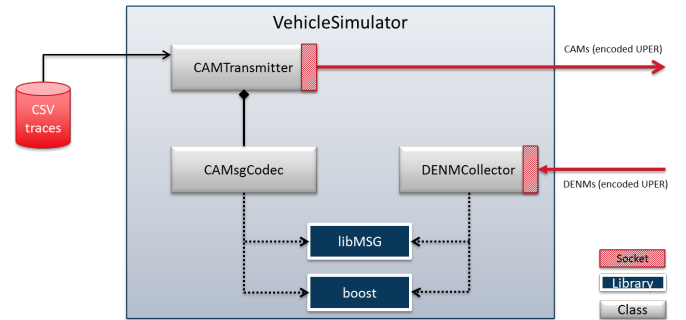 VehicleSimulator
CAMTransmitter
CAMs (encoded UPER)
CSV
traces
CAMsgCodec
DENMCollector
DENMs (encoded UPER)
libMSG
boost
Socket
Library
Class